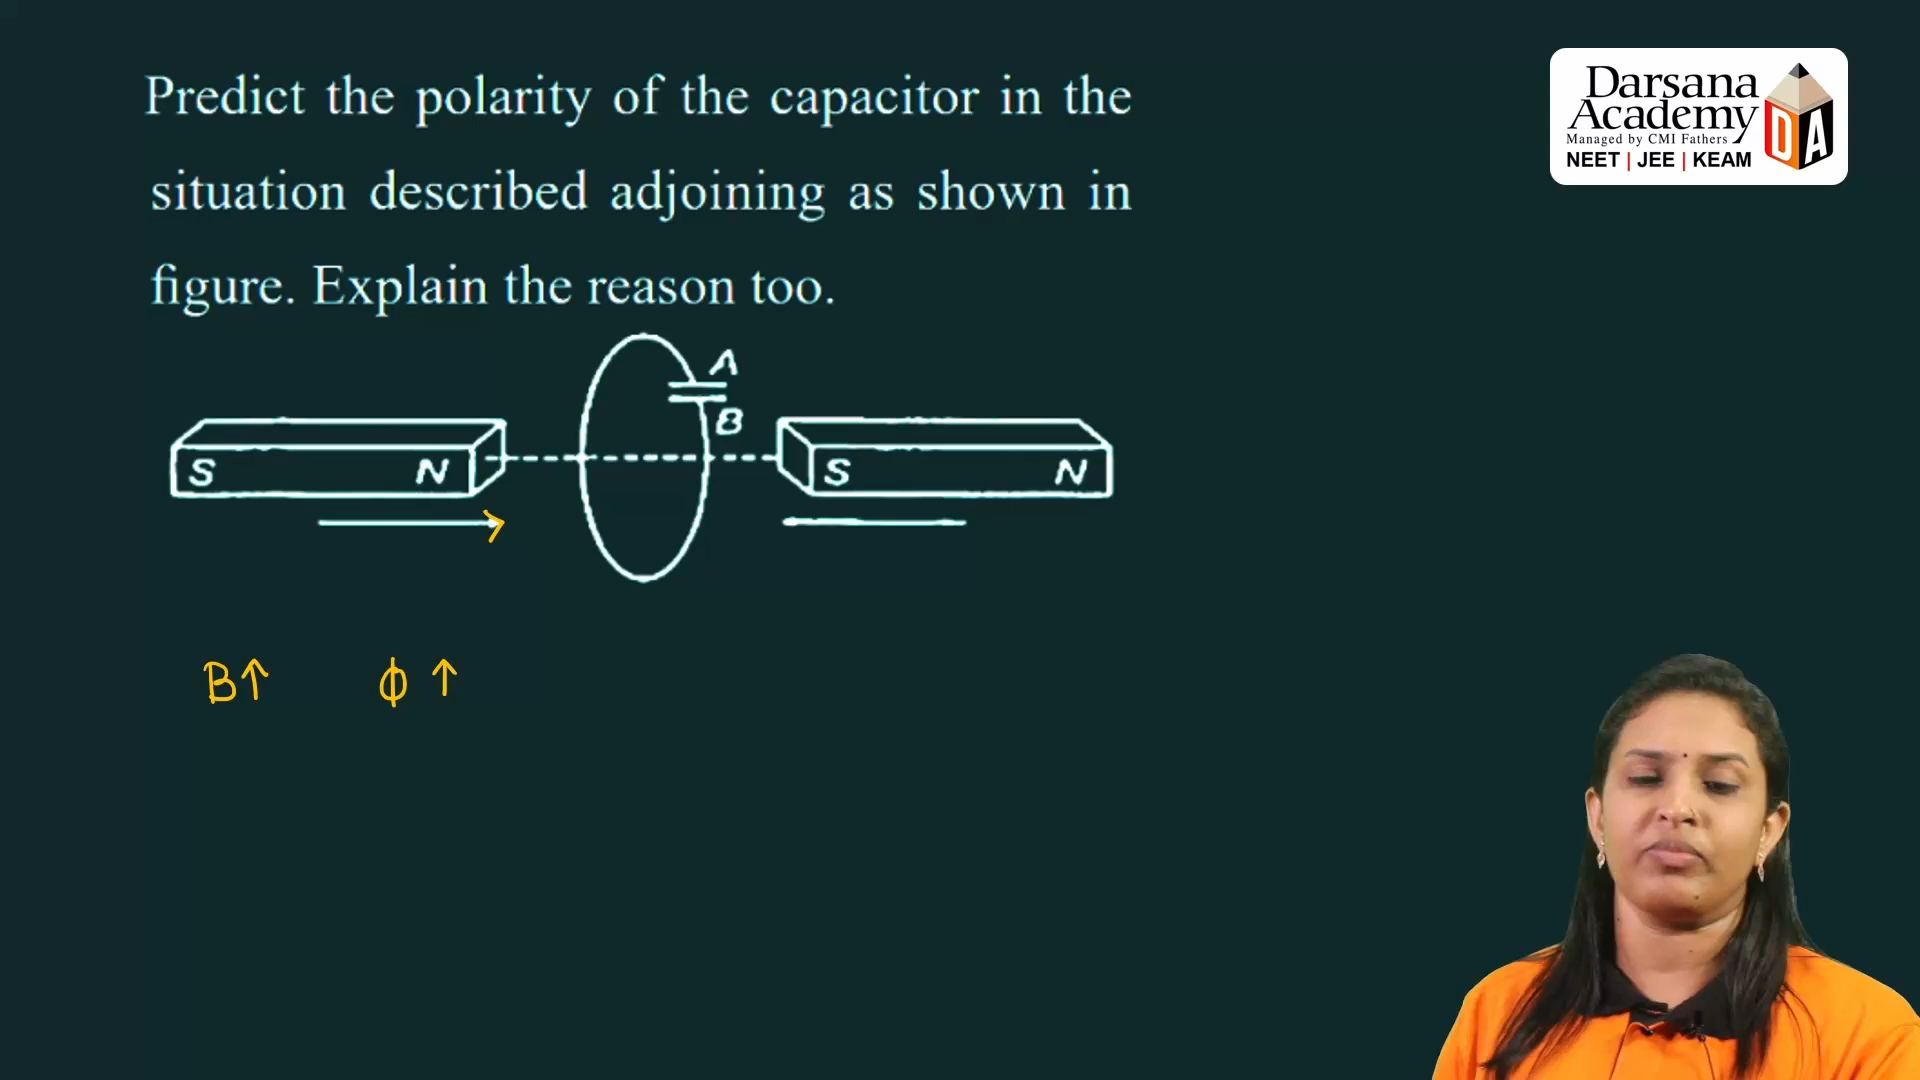 Predict the polarity of the capacitor in the
situation described adjoining as shown in
figure. Explain the reason too.
Darsana
Academy
Managed by CMI Fathers
NEET | JEE | KEAM
DA
A
B
S N
S N
B↑ ϕ ↑